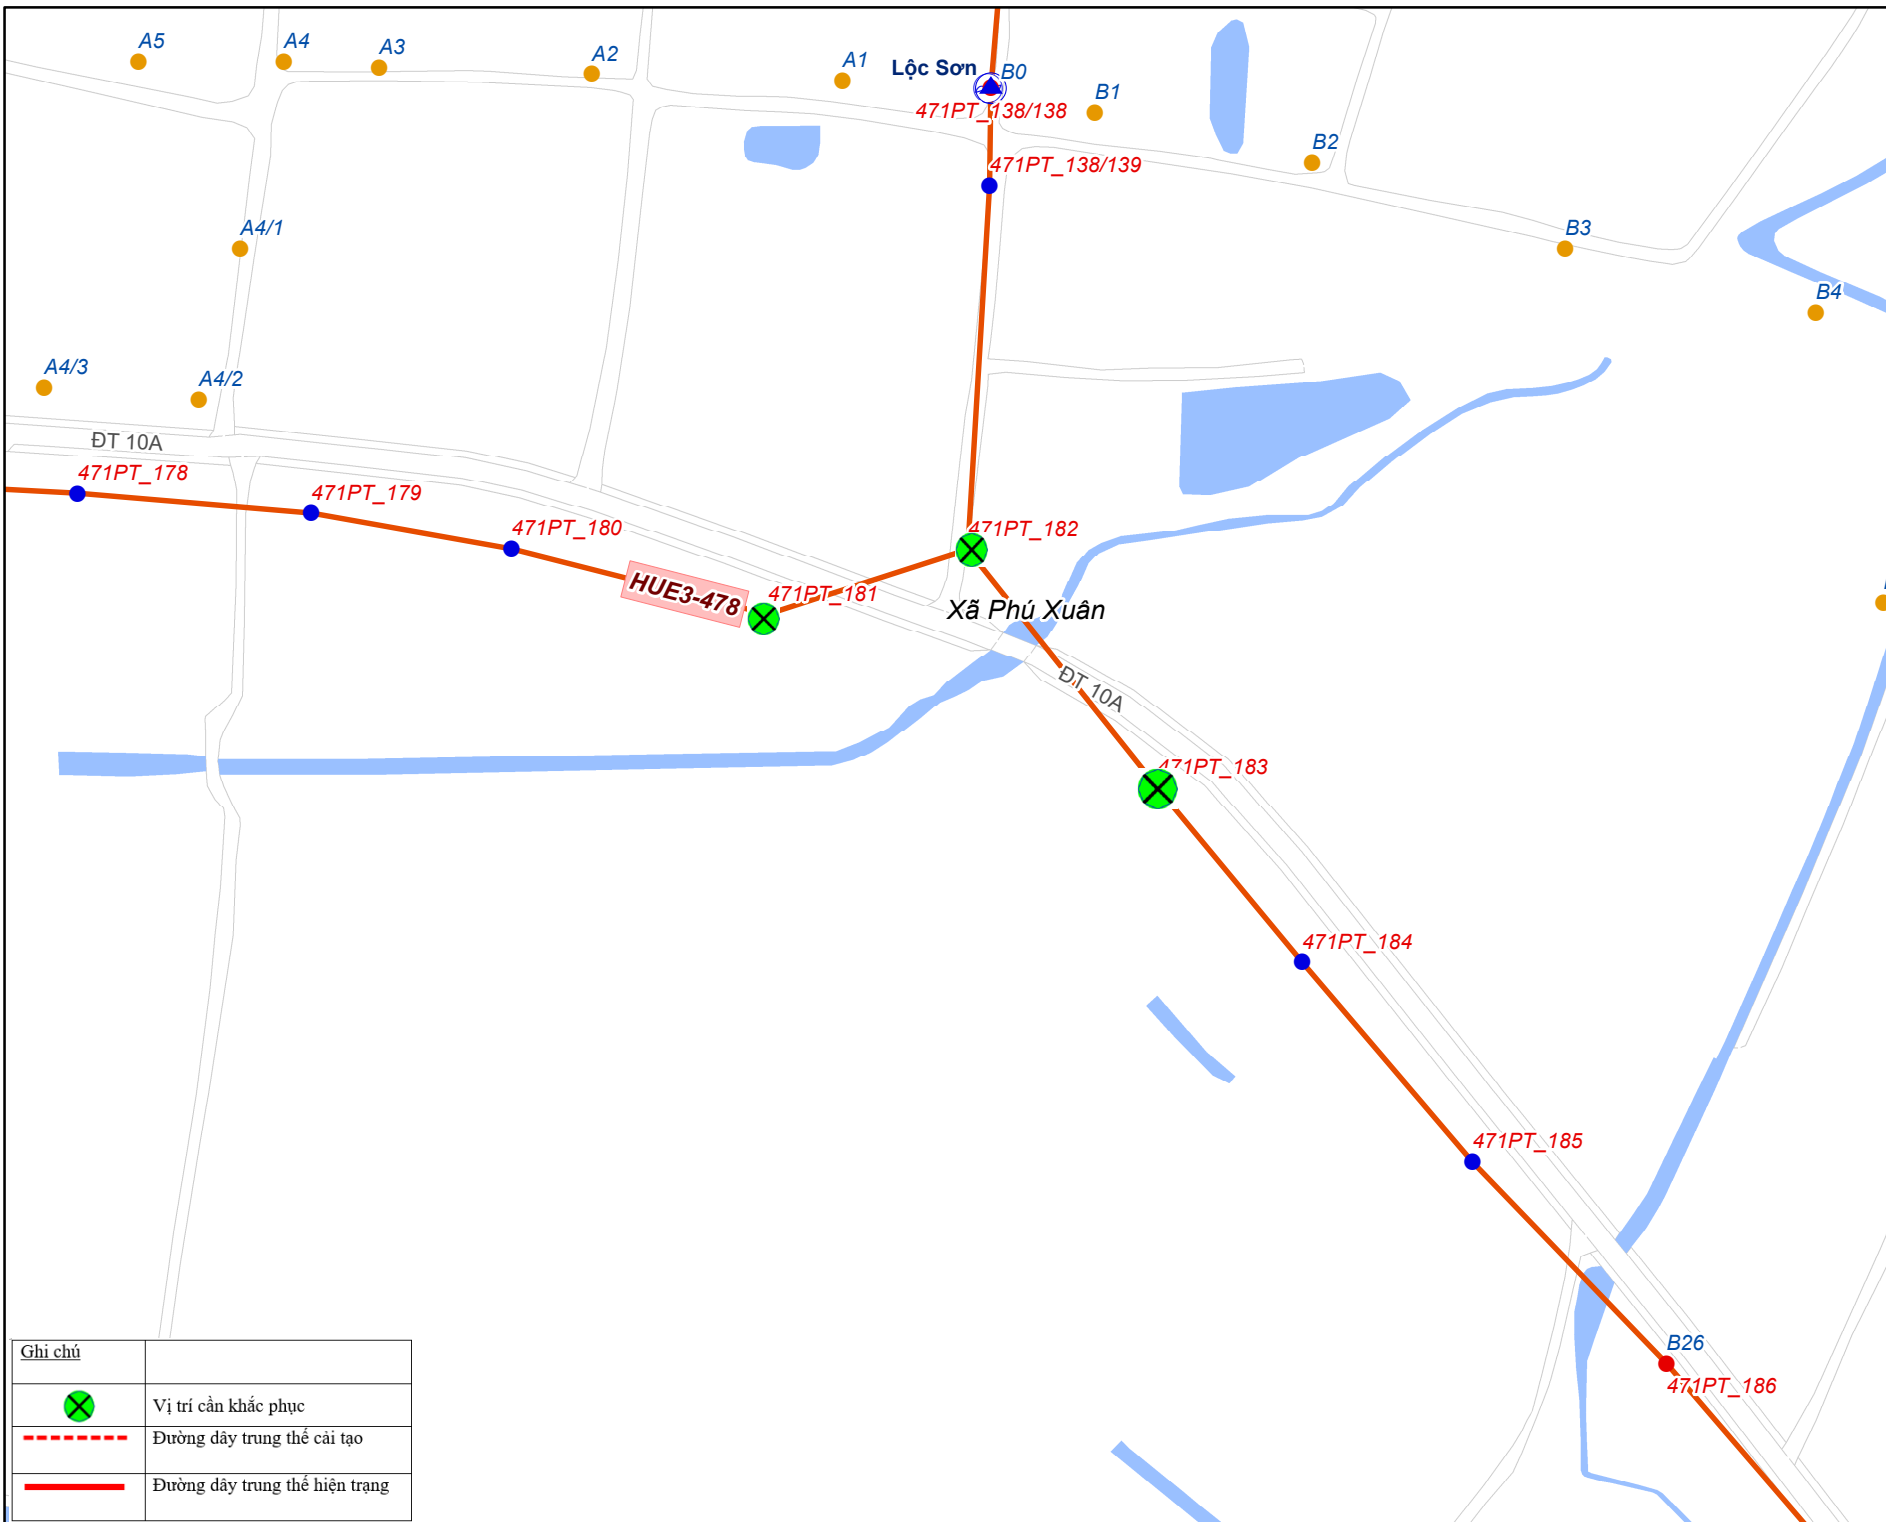 A5
A4
A3
A2
A1
Lộc Sơn
B0
B1
471PT_138/138
B2
471PT_138/139
A4/1
B3
B4
A4/3
A4/2
ĐT 10A
471PT_178
471PT_179
471PT_180
471PT_182
HUE3-478
471PT_181
Xã Phú Xuân
ĐT 10A
471PT_183
471PT_184
471PT_185
B26
471PT_186
Ghi chú
Vị trí cần khắc phục
Đường dây trung thế cải tạo
Đường dây trung thế hiện trạng